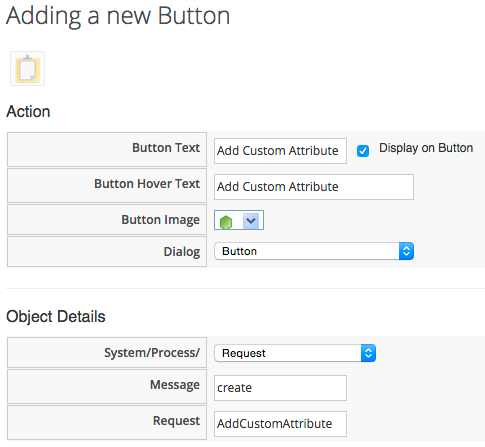 Adding a new Button
Action
Button Text Add Custom Attribute Display on Button
Button Hover Text Add Custom Attribute
Button Image
Dialog Button
Object Details
System/Process/ Request
Message create
Request AddCustomAttribute